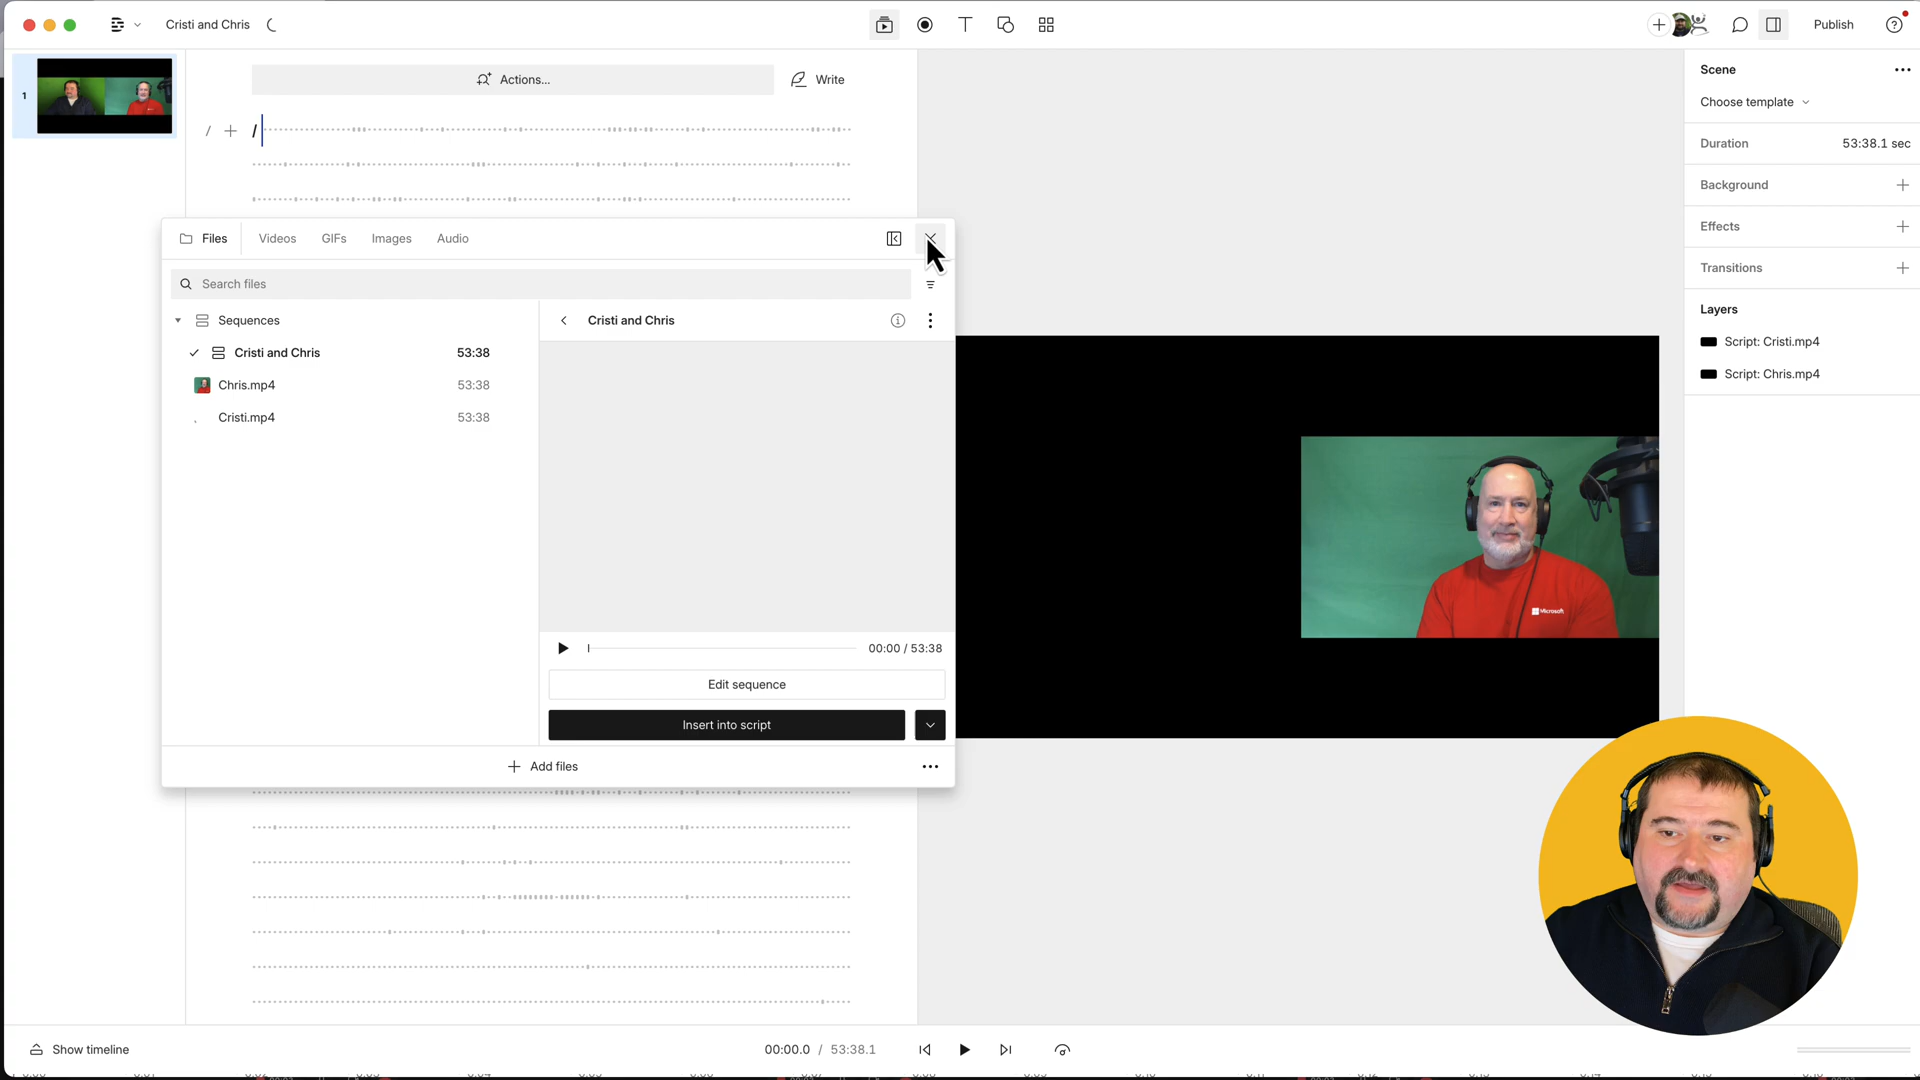 Cristi and Chris
Publish
1
Actions...
Write
/
/
Scene
Choose template
Duration 53:38.1 sec
Background
Effects
Transitions
Layers
Script: Cristi.mp4
Script: Chris.mp4
Files Videos GIFs Images Audio
Search files
Sequences
Cristi and Chris 53:38
Chris.mp4 53:38
Cristi.mp4 53:38
Cristi and Chris
00:00 / 53:38
Edit sequence
Insert into script
Add files
Microsoft
Show timeline
00:00.0 / 53:38.1